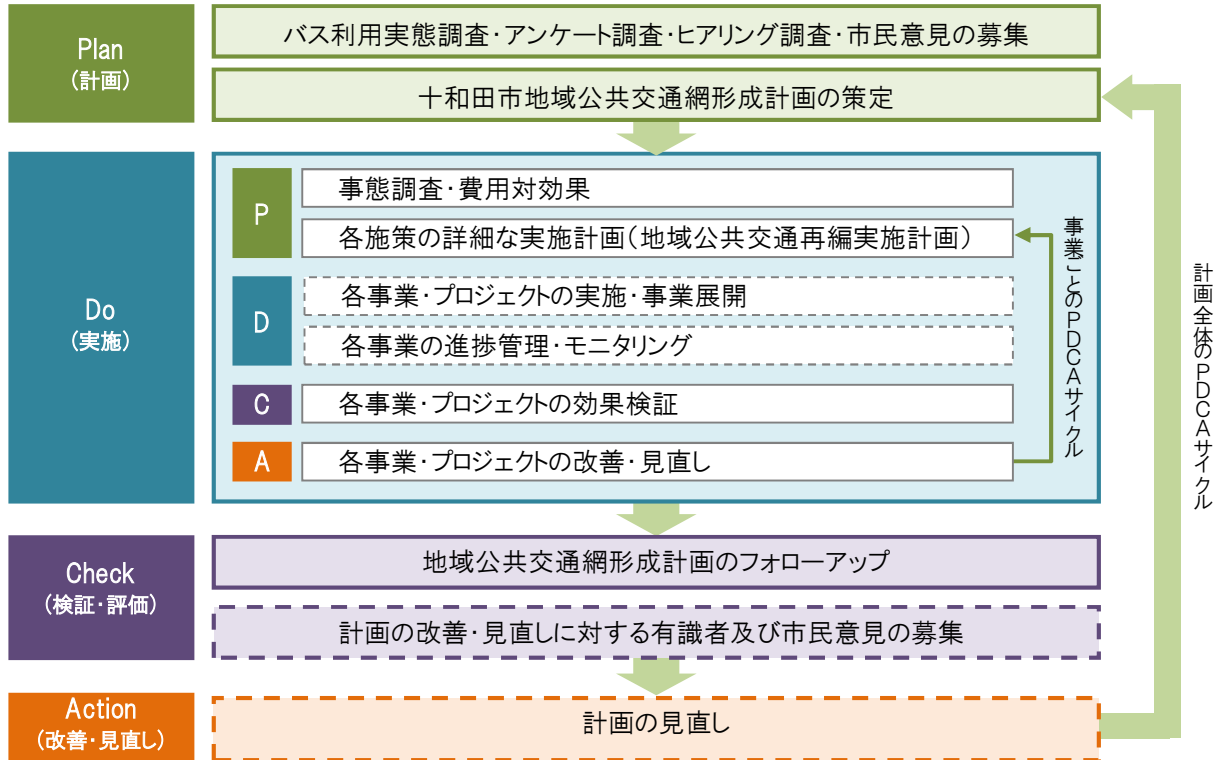 Plan
(計画)
バス利用実態調査・アンケート調査・ヒアリング調査・市民意見の募集
十和田市地域公共交通網形成計画の策定
Do
(実施)
P
事態調査・費用対効果
各施策の詳細な実施計画(地域公共交通再編実施計画)
D
各事業・プロジェクトの実施・事業展開
各事業の進捗管理・モニタリング
C
各事業・プロジェクトの効果検証
A
各事業・プロジェクトの改善・見直し
事業ごとのPDCAサイクル
Check
(検証・評価)
地域公共交通網形成計画のフォローアップ
計画の改善・見直しに対する有識者及び市民意見の募集
Action
(改善・見直し)
計画の見直し
計画全体のPDCAサイクル